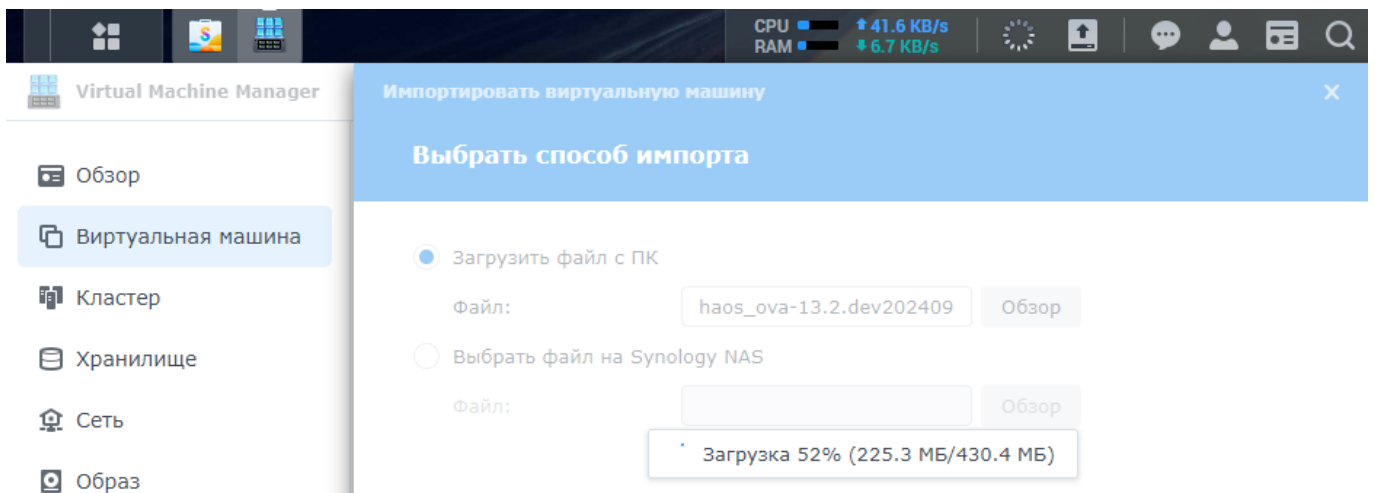 CPU 41.6 KB/s
RAM 6.7 KB/s
Virtual Machine Manager
Обзор
Виртуальная машина
Кластер
Хранилище
Сеть
Образ
Импортировать виртуальную машину
Выбрать способ импорта
Загрузить файл с ПК
Файл: haos_ova-13.2.dev202409 Обзор
Выбрать файл на Synology NAS
Файл: Обзор
Загрузка 52% (225.3 МБ/430.4 МБ)